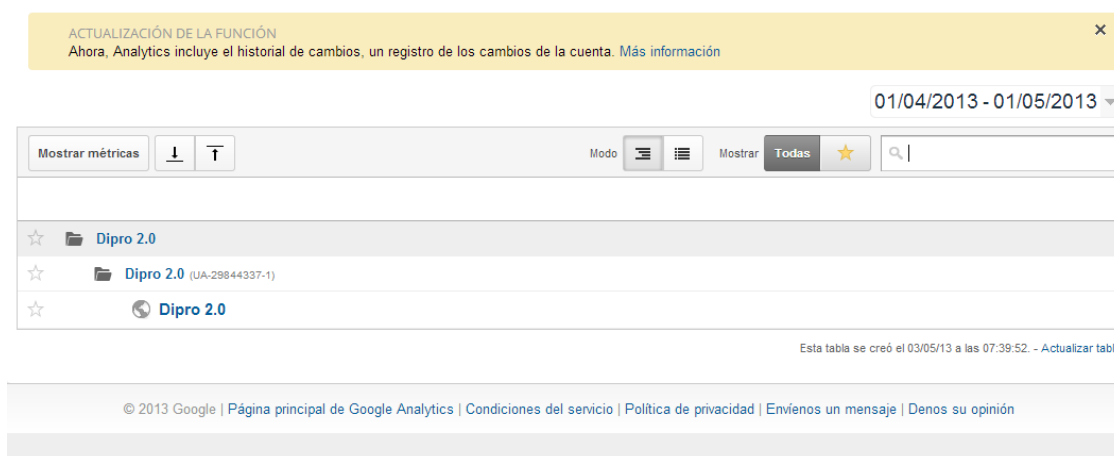 ACTUALIZACIÓN DE LA FUNCIÓN
Ahora, Analytics incluye el historial de cambios, un registro de los cambios de la cuenta. Más información
01/04/2013 - 01/05/2013
Mostrar métricas Modo Mostrar Todas
Dipro 2.0
Dipro 2.0 (UA-29844337-1)
Dipro 2.0
Esta tabla se creó el 03/05/13 a las 07:39:52. - Actualizar tabl
© 2013 Google | Página principal de Google Analytics | Condiciones del servicio | Política de privacidad | Envíenos un mensaje | Denos su opinión